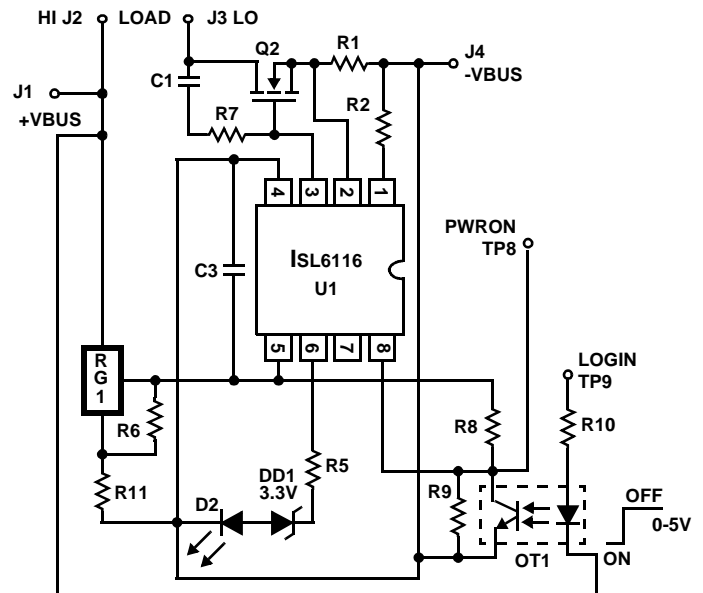 HI J2 LOAD J3 LO
Q2
R1
J4
-VBUS
J1
+VBUS
C1
R2
R7
4
3
2
1
PWRON
TP8
ISL6116
U1
C3
5
6
7
8
LOGIN
TP9
R
G
1
R6
R8
R10
R11
D2
DD1
3.3V
R5
R9
OFF
0-5V
ON
OT1